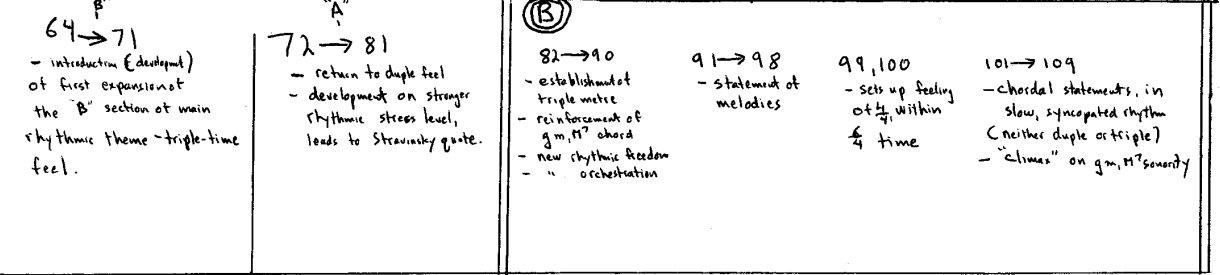 "B"
64→71
- introduction (& developmt)
of first expansion of
the "B" section of main
rhythmic theme - triple-time
feel.
"A"
72→81
- return to duple feel
- development on stronger
rhythmic stress level,
leads to Stravinsky quote.
B
82→90
- establishment of
triple metre
- reinforcement of
gm, M7 chord
- new rhythmic freedom
- " orchestration
91→98
- statement of
melodies
99,100
- sets up feeling
of 4/4, within
6/4 time
101→109
- chordal statements, in
slow, syncopated rhythm
(neither duple or triple)
- "climax" on gm, M7 sonority